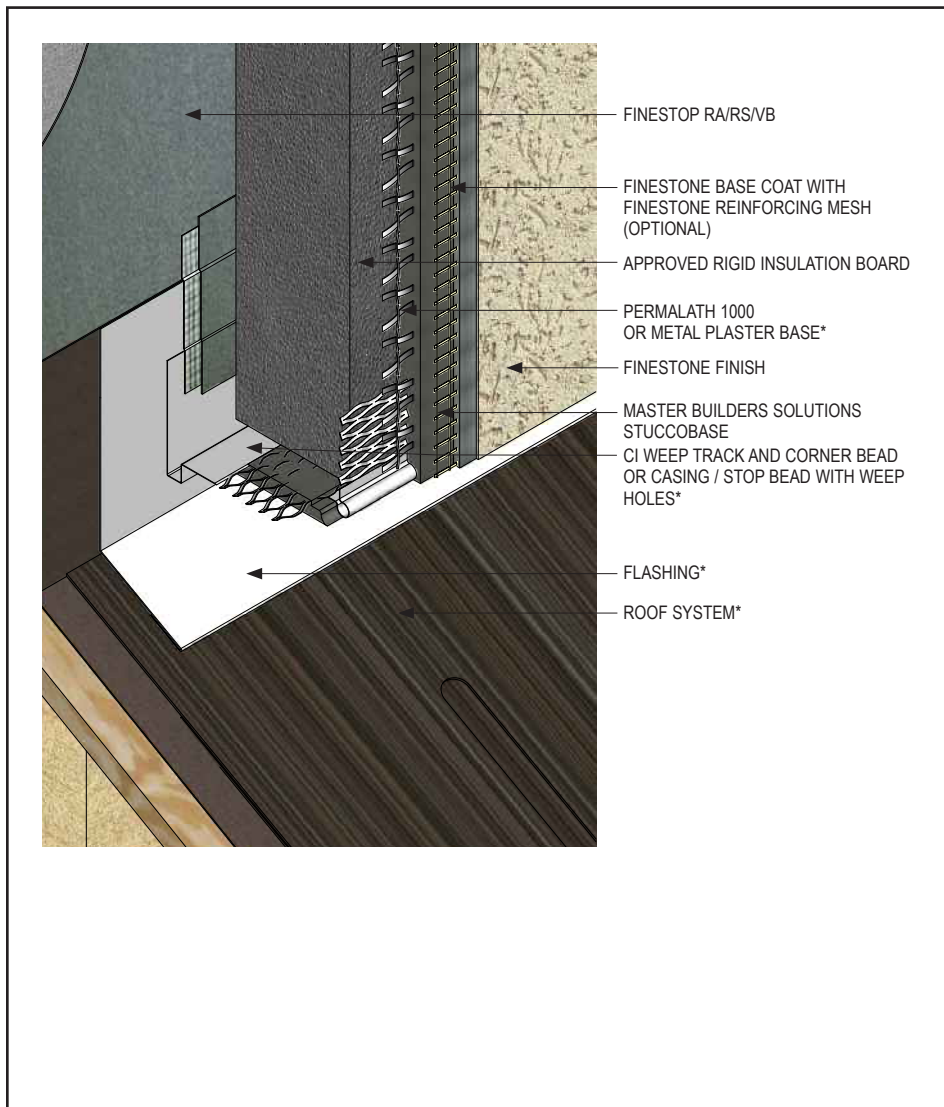 FINESTOP RA/RS/VB
FINESTONE BASE COAT WITH
FINESTONE REINFORCING MESH
(OPTIONAL)
APPROVED RIGID INSULATION BOARD
PERMALATH 1000
OR METAL PLASTER BASE*
FINESTONE FINISH
MASTER BUILDERS SOLUTIONS
STUCCOBASE
CI WEEP TRACK AND CORNER BEAD
OR CASING / STOP BEAD WITH WEEP
HOLES*
FLASHING*
ROOF SYSTEM*